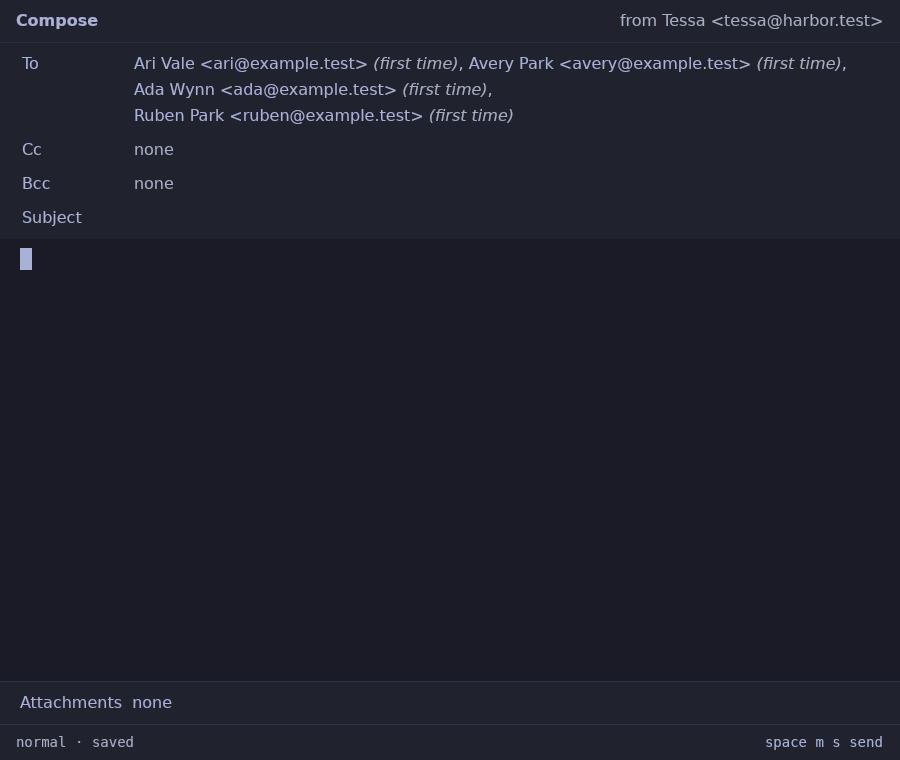 Compose from Tessa <tessa@harbor.test>
To Ari Vale <ari@example.test> (first time), Avery Park <avery@example.test> (first time),
Ada Wynn <ada@example.test> (first time),
Ruben Park <ruben@example.test> (first time)
Cc none
Bcc none
Subject
Attachments none
normal · saved space m s send